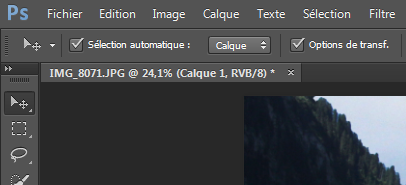 Ps Fichier Edition Image Calque Texte Sélection Filtre
Sélection automatique : Calque Options de transf.
IMG_8071.JPG @ 24,1% (Calque 1, RVB/8) * ×